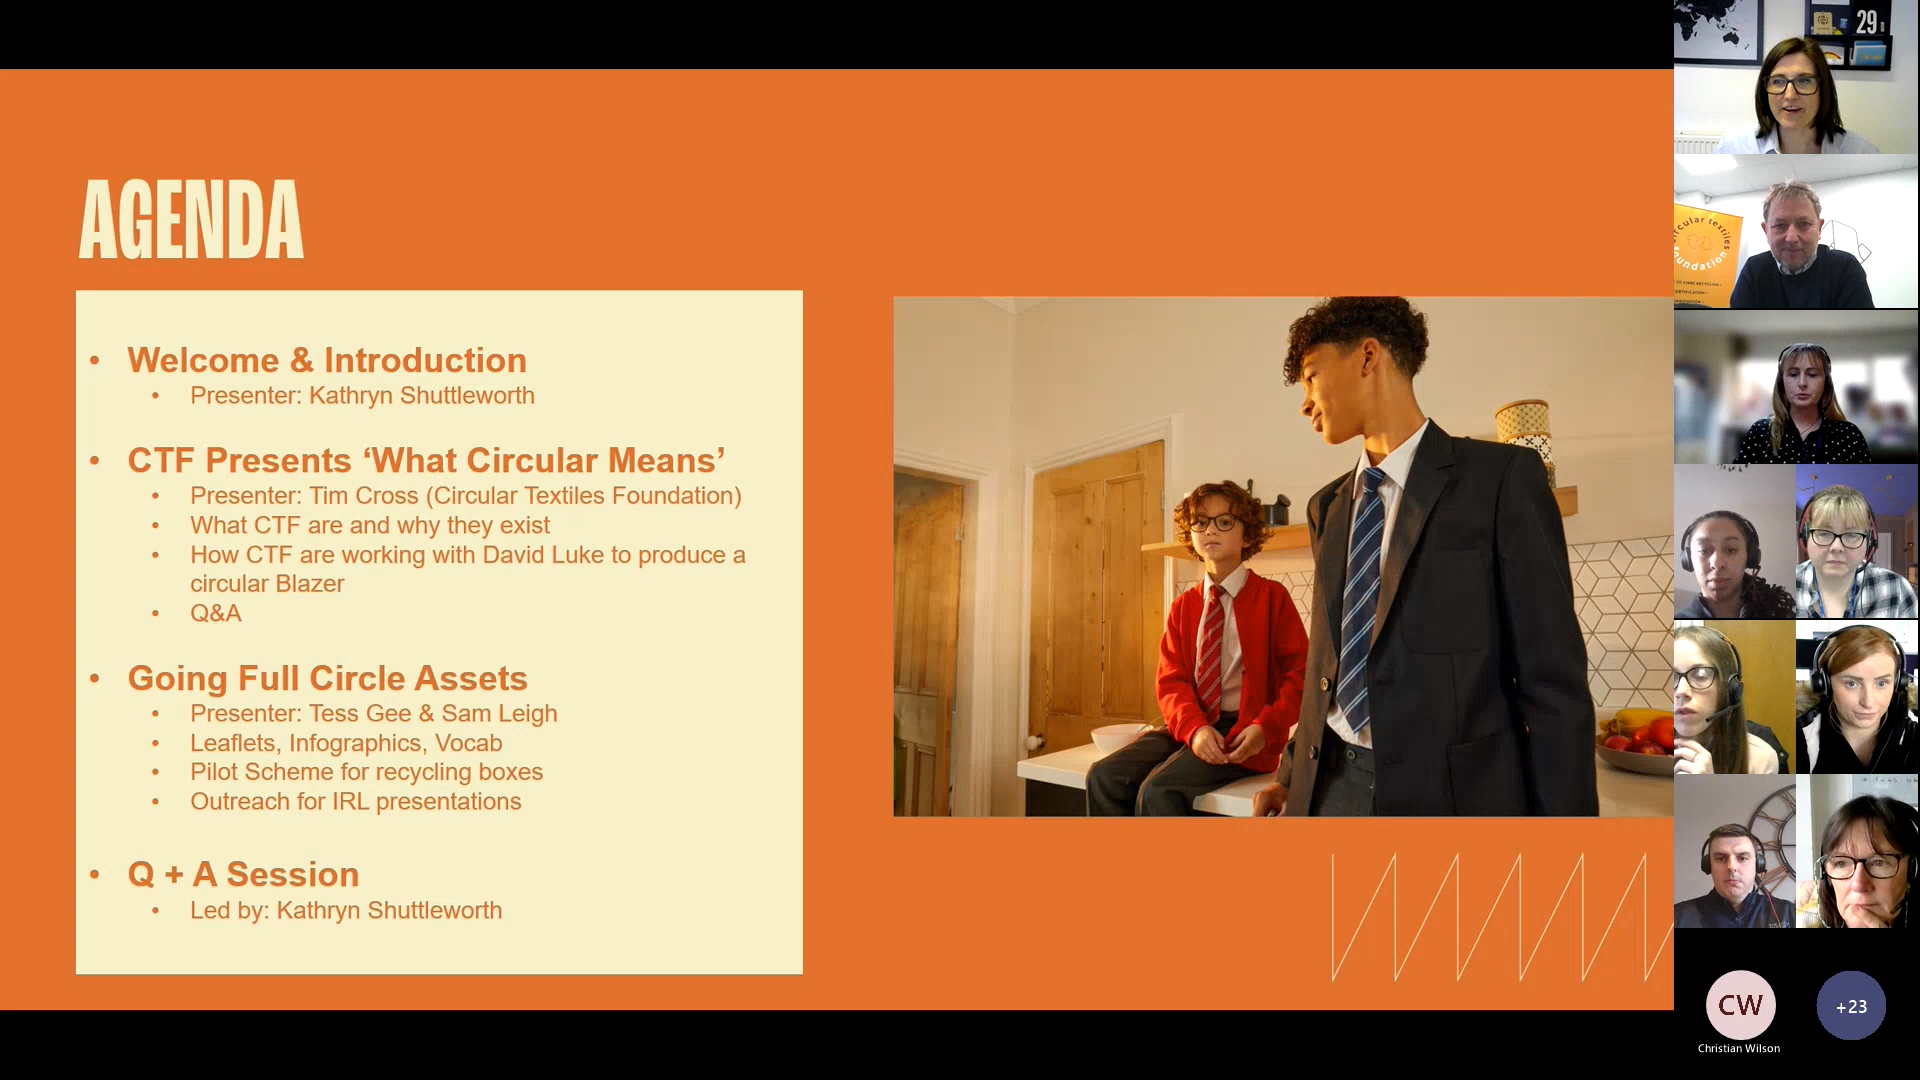 AGENDA
• Welcome & Introduction
• Presenter: Kathryn Shuttleworth
• CTF Presents ‘What Circular Means’
• Presenter: Tim Cross (Circular Textiles Foundation)
• What CTF are and why they exist
• How CTF are working with David Luke to produce a
circular Blazer
• Q&A
• Going Full Circle Assets
• Presenter: Tess Gee & Sam Leigh
• Leaflets, Infographics, Vocab
• Pilot Scheme for recycling boxes
• Outreach for IRL presentations
• Q + A Session
• Led by: Kathryn Shuttleworth
29
circular textiles
foundation
CW
Christian Wilson
+23